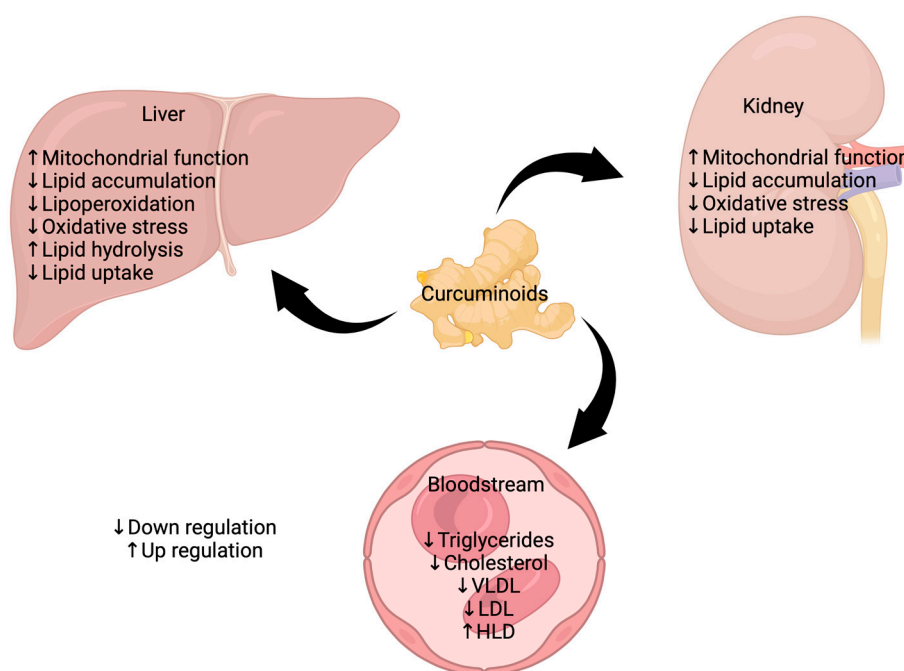 Liver
↑Mitochondrial function
↓Lipid accumulation
↓Lipoperoxidation
↓Oxidative stress
↑Lipid hydrolysis
↓Lipid uptake
Kidney
↑Mitochondrial function
↓Lipid accumulation
↓Oxidative stress
↓Lipid uptake
Curcuminoids
Bloodstream
↓Triglycerides
↓Cholesterol
↓VLDL
↓LDL
↑HLD
↓Down regulation
↑Up regulation